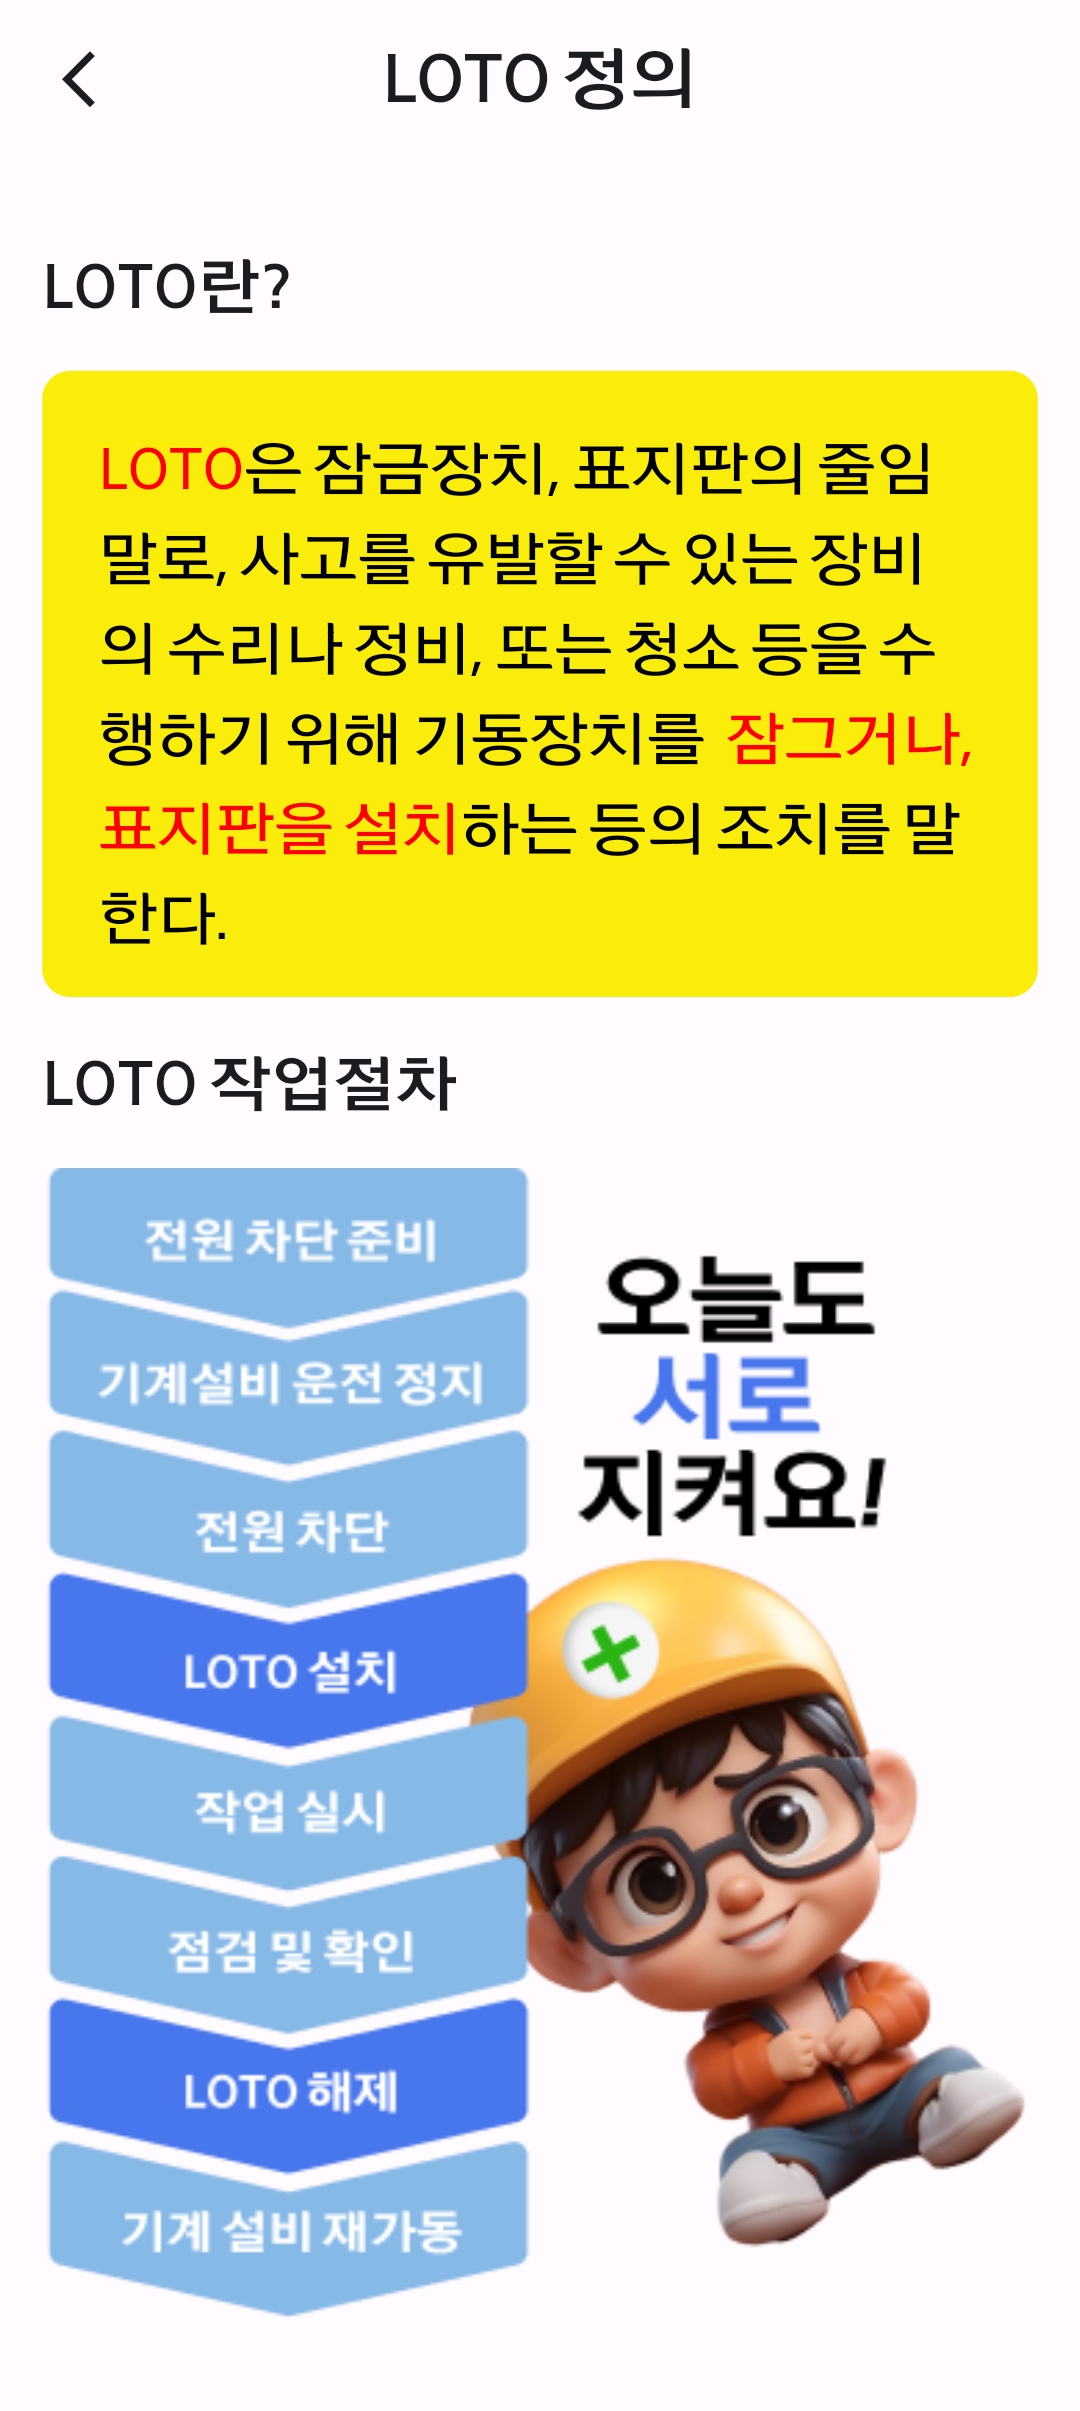 LOTO 정의
LOTO란?
LOTO은 잠금장치, 표지판의 줄임
말로, 사고를 유발할 수 있는 장비
의 수리나 정비, 또는 청소 등을 수
행하기 위해 기동장치를 잠그거나,
표지판을 설치하는 등의 조치를 말
한다.
LOTO 작업절차
전원 차단 준비
기계설비 운전 정지
전원 차단
LOTO 설치
작업 실시
점검 및 확인
LOTO 해제
기계 설비 재가동
오늘도
서로
지켜요!